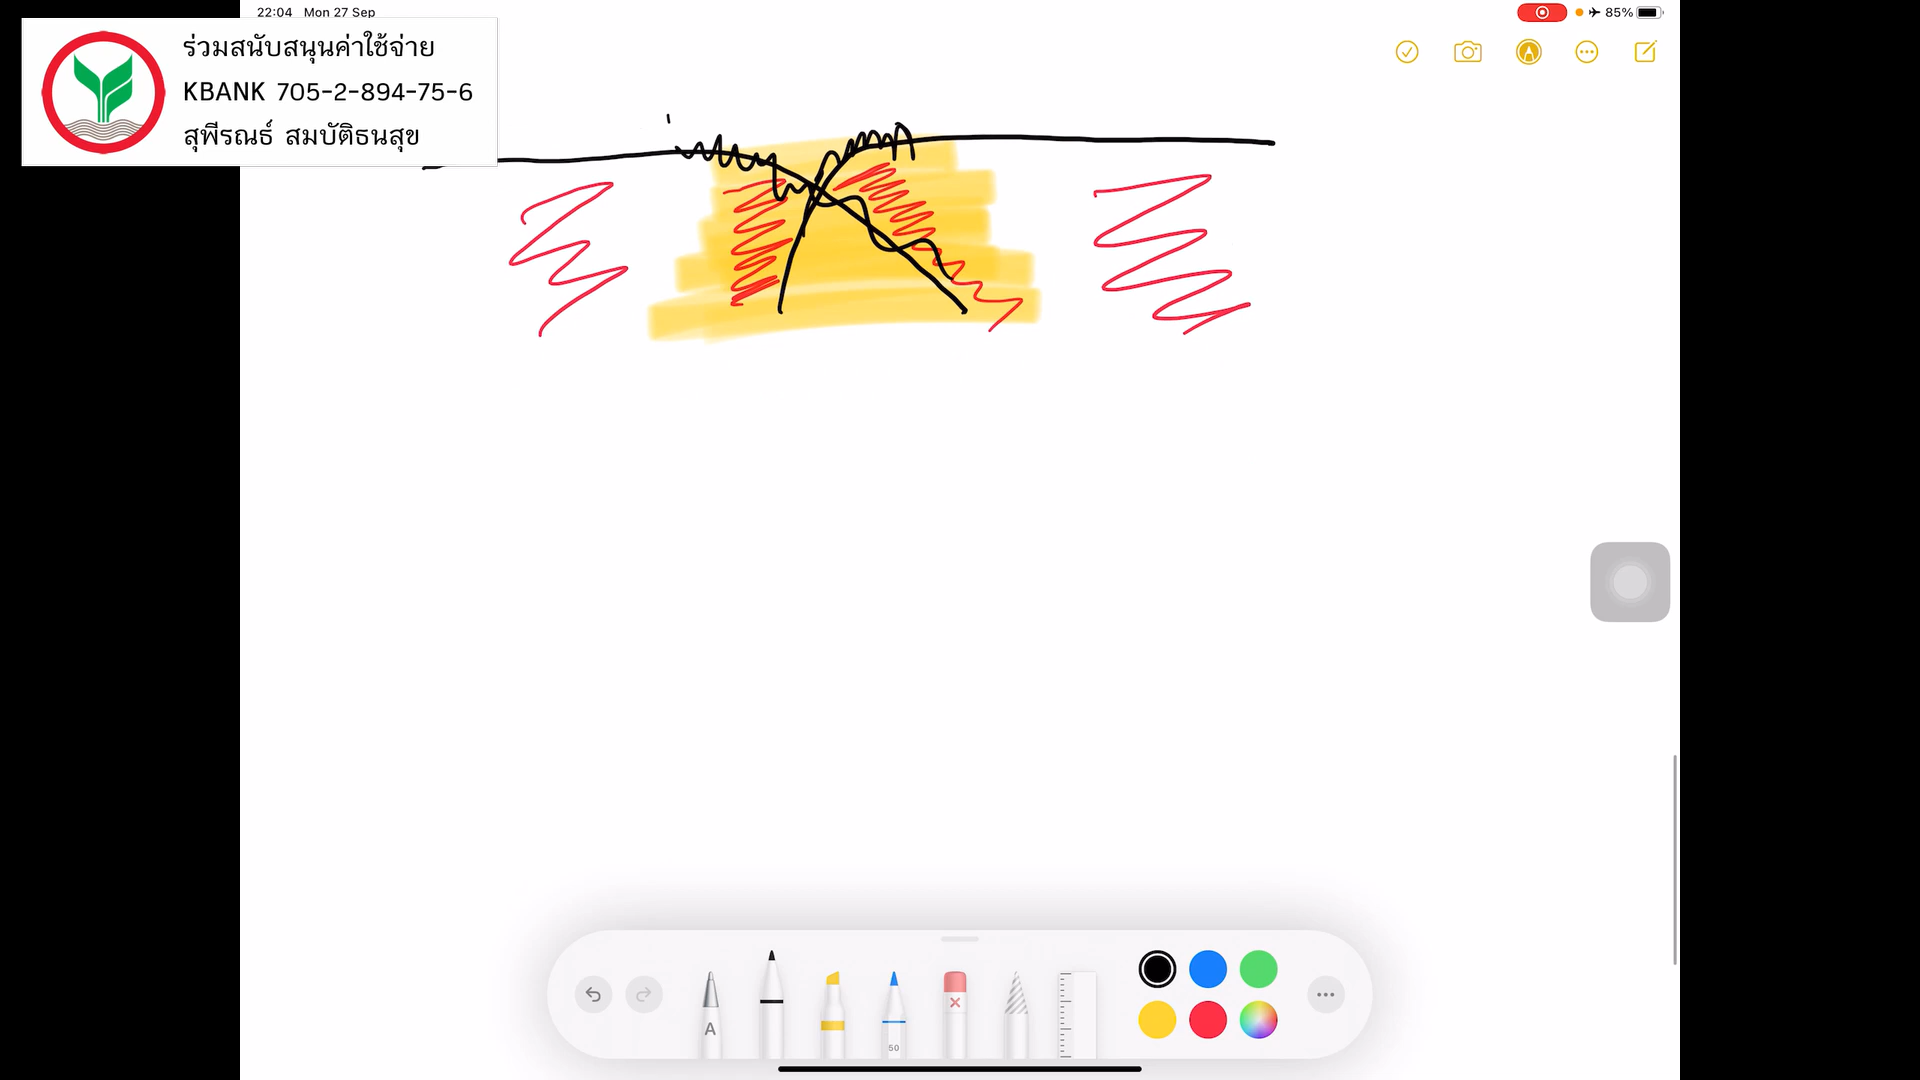 22:04 Mon 27 Sep
85%
ร่วมสนับสนุนค่าใช้จ่าย
KBANK 705-2-894-75-6
สุพีรณธ์ สมบัติธนสุข
A
50